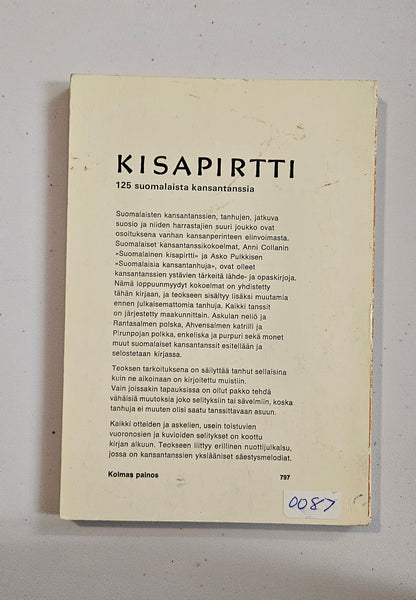 KISAPIRTTI
125 suomalaista kansantanssia
Suomalaisten kansantanssien, tanhujen, jatkuva
suosio ja niiden harrastajien suuri joukko ovat
osoituksena vanhan kansanperinteen elinvoimasta.
Suomalaiset kansantanssikokoelmat, Anni Collanin
»Suomalainen kisapirtti» ja Asko Pulkkisen
»Suomalaisia kansantanhuja», ovat olleet
kansantanssien ystävien tärkeitä lähde- ja opaskirjoja.
Nämä loppuunmyydyt kokoelmat on yhdistetty
tähän kirjaan, ja teokseen sisältyy lisäksi muutamia
ennen julkaisemattomia tanhuja. Kaikki tanssit
on järjestetty maakunnittain. Askulan neliö ja
Rantasalmen polska, Ahvensalmen katrilli ja
Pirunpojan polkka, enkeliska ja purpuri sekä monet
muut suomalaiset kansantanssit esitellään ja
selostetaan kirjassa.
Teoksen tarkoituksena on säilyttää tanhut sellaisina
kuin ne aikoinaan on kirjoitettu muistiin.
Vain joissakin tapauksissa on ollut pakko tehdä
vähäisiä muutoksia joko selityksiin tai sävelmiin, koska
tanhuja ei muuten olisi saatu tanssittavaan asuun.
Kaikki otteiden ja askelien, usein toistuvien
vuoronosien ja kuvioiden selitykset on koottu
kirjan alkuun. Teokseen liittyy erillinen nuottijulkaisu,
jossa on kansantanssien yksiääniset säestysmelodiat.
Kolmas painos 797
0087